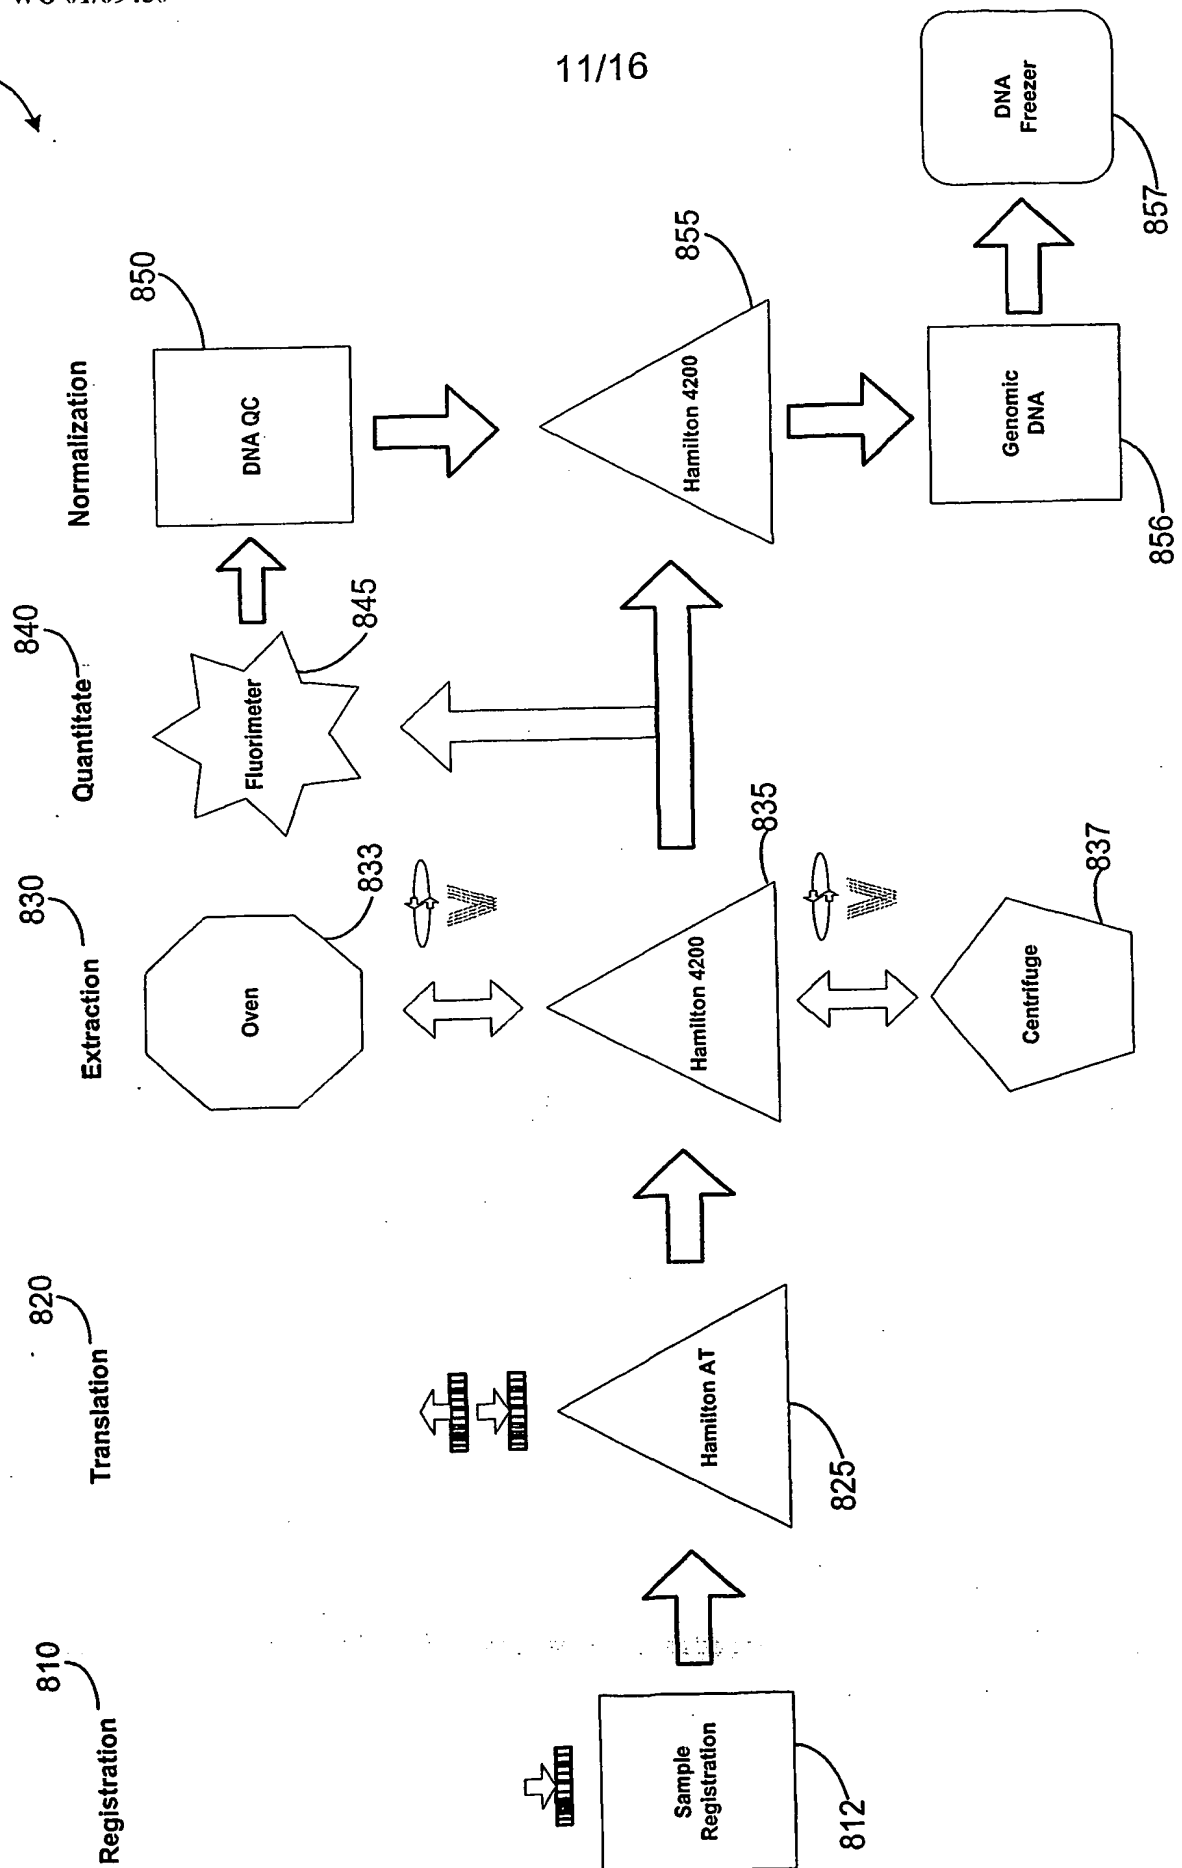 11/16
Registration
810
Translation
820
Extraction
830
Quantitate
840
Normalization
Sample
Registration
812
Hamilton AT
825
Oven
833
Hamilton 4200
835
Centrifuge
837
Fluorimeter
845
DNA QC
850
Hamilton 4200
855
Genomic
DNA
856
DNA
Freezer
857